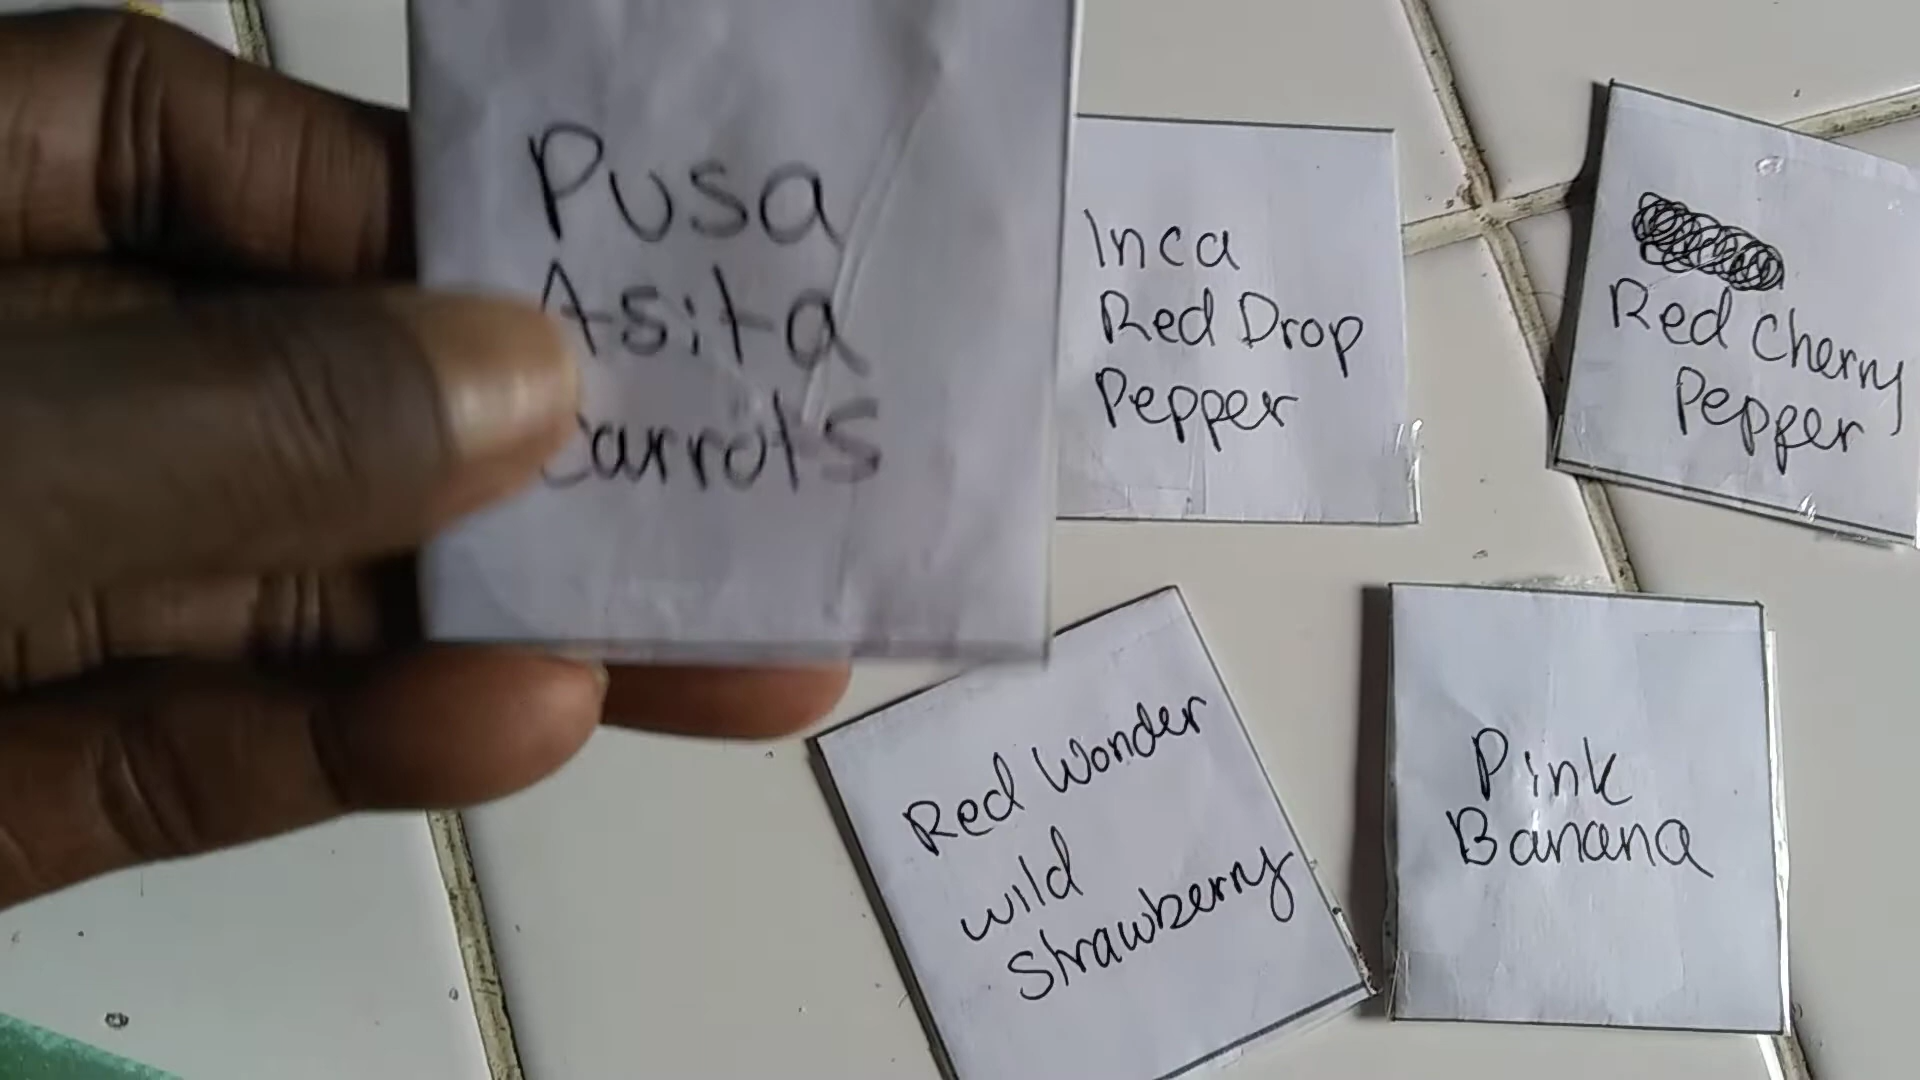 Pusa
Asita
Carrots
Inca
Red Drop
Pepper
Red Cherry
Pepper
Red Wonder
wild
Strawberry
Pink
Banana